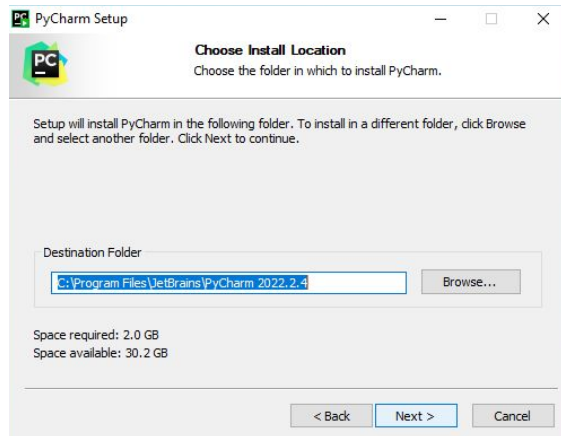 PC PyCharm Setup
PC
Choose Install Location
Choose the folder in which to install PyCharm.
Setup will install PyCharm in the following folder. To install in a different folder, click Browse
and select another folder. Click Next to continue.
Destination Folder
C:\Program Files\JetBrains\PyCharm 2022.2.4
Browse...
Space required: 2.0 GB
Space available: 30.2 GB
< Back Next > Cancel